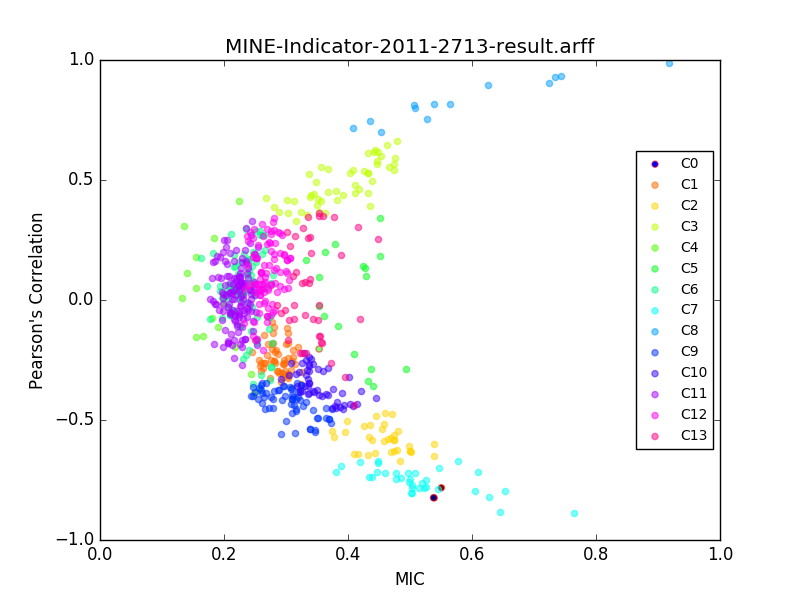 MINE-Indicator-2011-2713-result.arff
1.0
0.5
0.0
−0.5
−1.0
Pearson's Correlation
0.0 0.2 0.4 0.6 0.8 1.0
MIC
C0
C1
C2
C3
C4
C5
C6
C7
C8
C9
C10
C11
C12
C13